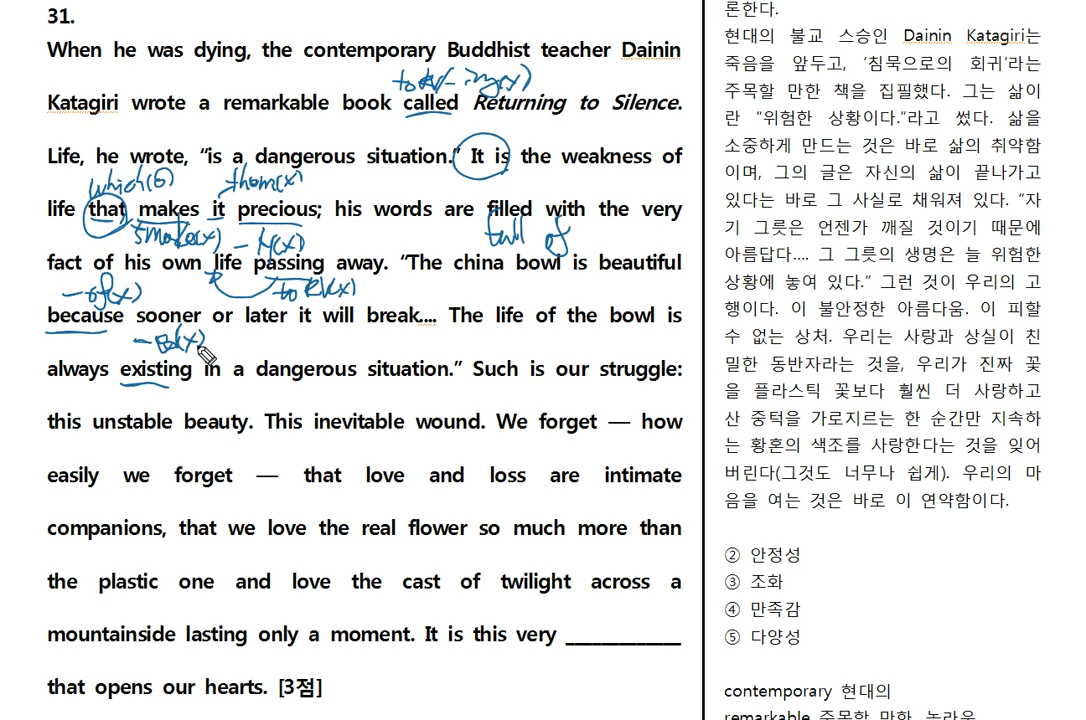 31.
When he was dying, the contemporary Buddhist teacher Dainin
Katagiri wrote a remarkable book called Returning to Silence.
Life, he wrote, “is a dangerous situation.” It is the weakness of
which(O)
life that makes it precious; his words are filled with the very
full of
fact of his own life passing away. “The china bowl is beautiful
because sooner or later it will break.... The life of the bowl is
always existing in a dangerous situation.” Such is our struggle:
this unstable beauty. This inevitable wound. We forget — how
easily we forget — that love and loss are intimate
companions, that we love the real flower so much more than
the plastic one and love the cast of twilight across a
mountainside lasting only a moment. It is this very ___________
that opens our hearts. [3점]
론한다.
현대의 불교 스승인 Dainin Katagiri는
죽음을 앞두고, ‘침묵으로의 회귀’라는
주목할 만한 책을 집필했다. 그는 삶이
란 “위험한 상황이다.”라고 썼다. 삶을
소중하게 만드는 것은 바로 삶의 취약함
이며, 그의 글은 자신의 삶이 끝나가고
있다는 바로 그 사실로 채워져 있다. “자
기 그릇은 언젠가 깨질 것이기 때문에
아름답다.... 그 그릇의 생명은 늘 위험한
상황에 놓여 있다.” 그런 것이 우리의 고
행이다. 이 불안정한 아름다움. 이 피할
수 없는 상처. 우리는 사랑과 상실이 친
밀한 동반자라는 것을, 우리가 진짜 꽃
을 플라스틱 꽃보다 훨씬 더 사랑하고
산 중턱을 가로지르는 한 순간만 지속하
는 황혼의 색조를 사랑한다는 것을 잊어
버린다(그것도 너무나 쉽게). 우리의 마
음을 여는 것은 바로 이 연약함이다.
② 안정성
③ 조화
④ 만족감
⑤ 다양성
contemporary 현대의
remarkable 주목할 만한, 놀라운